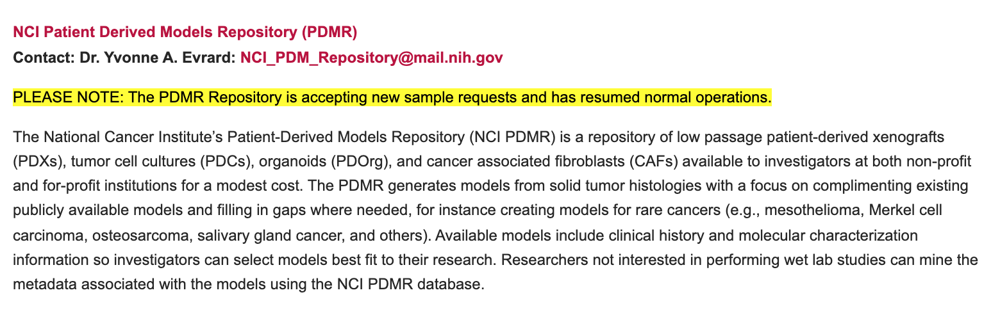 NCI Patient Derived Models Repository (PDMR)
Contact: Dr. Yvonne A. Evrard: NCI_PDM_Repository@mail.nih.gov
PLEASE NOTE: The PDMR Repository is accepting new sample requests and has resumed normal operations.
The National Cancer Institute’s Patient-Derived Models Repository (NCI PDMR) is a repository of low passage patient-derived xenografts
(PDXs), tumor cell cultures (PDCs), organoids (PDOrg), and cancer associated fibroblasts (CAFs) available to investigators at both non-profit
and for-profit institutions for a modest cost. The PDMR generates models from solid tumor histologies with a focus on complimenting existing
publicly available models and filling in gaps where needed, for instance creating models for rare cancers (e.g., mesothelioma, Merkel cell
carcinoma, osteosarcoma, salivary gland cancer, and others). Available models include clinical history and molecular characterization
information so investigators can select models best fit to their research. Researchers not interested in performing wet lab studies can mine the
metadata associated with the models using the NCI PDMR database.